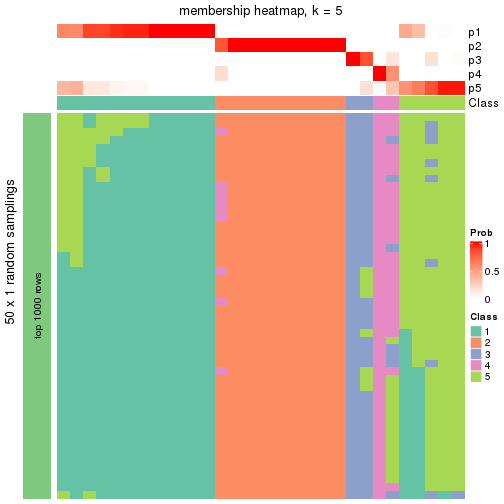 membership heatmap, k = 5
p1
p2
p3
p4
p5
Class
50 x 1 random samplings
top 1000 rows
Prob
1
0.5
0
Class
1
2
3
4
5